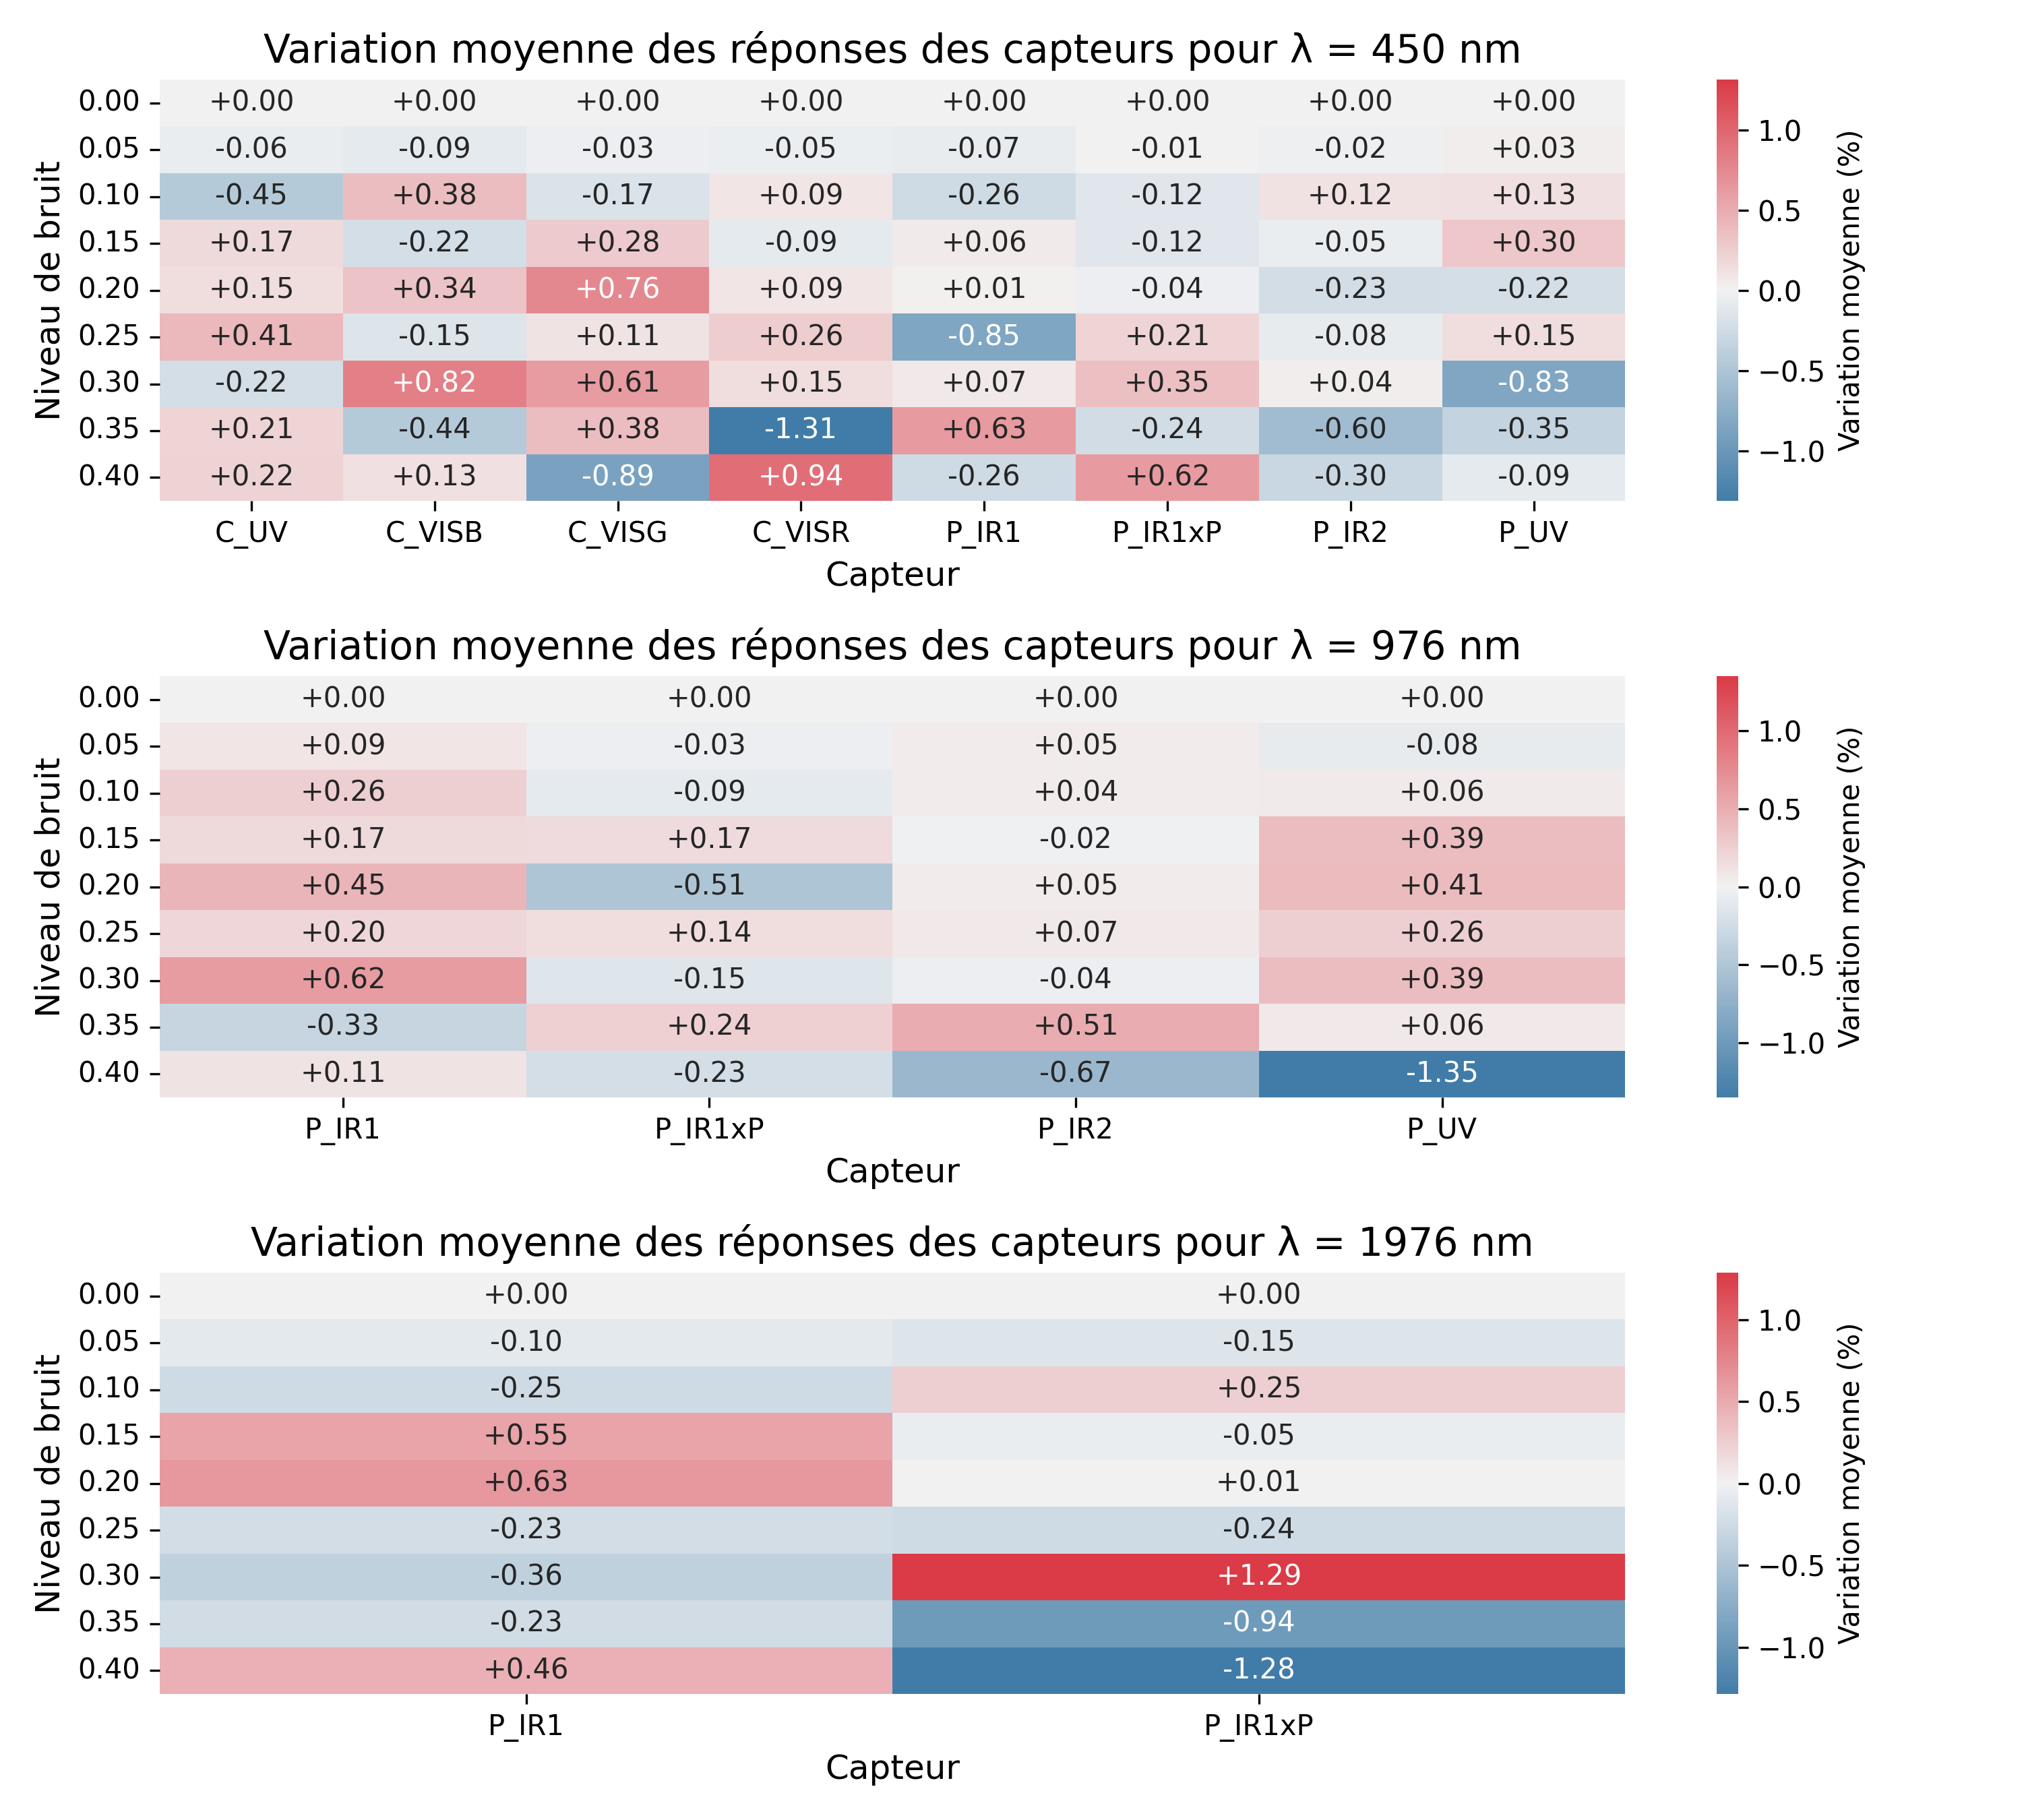 Variation moyenne des réponses des capteurs pour λ = 450 nm
Niveau de bruit
0.00 +0.00 +0.00 +0.00 +0.00 +0.00 +0.00 +0.00 +0.00
0.05 -0.06 -0.09 -0.03 -0.05 -0.07 -0.01 -0.02 +0.03
0.10 -0.45 +0.38 -0.17 +0.09 -0.26 -0.12 +0.12 +0.13
0.15 +0.17 -0.22 +0.28 -0.09 +0.06 -0.12 -0.05 +0.30
0.20 +0.15 +0.34 +0.76 +0.09 +0.01 -0.04 -0.23 -0.22
0.25 +0.41 -0.15 +0.11 +0.26 -0.85 +0.21 -0.08 +0.15
0.30 -0.22 +0.82 +0.61 +0.15 +0.07 +0.35 +0.04 -0.83
0.35 +0.21 -0.44 +0.38 -1.31 +0.63 -0.24 -0.60 -0.35
0.40 +0.22 +0.13 -0.89 +0.94 -0.26 +0.62 -0.30 -0.09
C_UV C_VISB C_VISG C_VISR P_IR1 P_IR1xP P_IR2 P_UV
Capteur
1.0
0.5
0.0
−0.5
−1.0
Variation moyenne (%)
Variation moyenne des réponses des capteurs pour λ = 976 nm
Niveau de bruit
0.00 +0.00 +0.00 +0.00 +0.00
0.05 +0.09 -0.03 +0.05 -0.08
0.10 +0.26 -0.09 +0.04 +0.06
0.15 +0.17 +0.17 -0.02 +0.39
0.20 +0.45 -0.51 +0.05 +0.41
0.25 +0.20 +0.14 +0.07 +0.26
0.30 +0.62 -0.15 -0.04 +0.39
0.35 -0.33 +0.24 +0.51 +0.06
0.40 +0.11 -0.23 -0.67 -1.35
P_IR1 P_IR1xP P_IR2 P_UV
Capteur
1.0
0.5
0.0
−0.5
−1.0
Variation moyenne (%)
Variation moyenne des réponses des capteurs pour λ = 1976 nm
Niveau de bruit
0.00 +0.00 +0.00
0.05 -0.10 -0.15
0.10 -0.25 +0.25
0.15 +0.55 -0.05
0.20 +0.63 +0.01
0.25 -0.23 -0.24
0.30 -0.36 +1.29
0.35 -0.23 -0.94
0.40 +0.46 -1.28
P_IR1 P_IR1xP
Capteur
1.0
0.5
0.0
−0.5
−1.0
Variation moyenne (%)